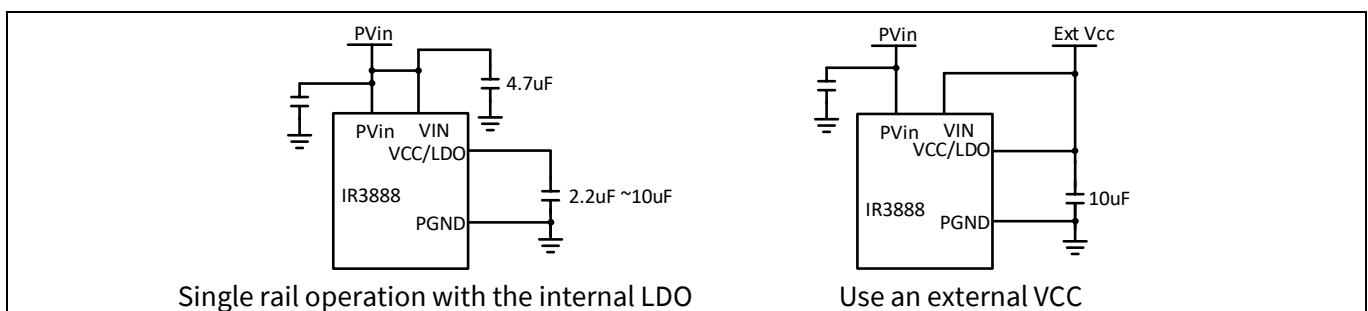 PVin
4.7uF
PVin VIN
VCC/LDO
IR3888
2.2uF ~10uF
PGND
Single rail operation with the internal LDO
PVin
Ext Vcc
PVin VIN
VCC/LDO
IR3888
10uF
PGND
Use an external VCC